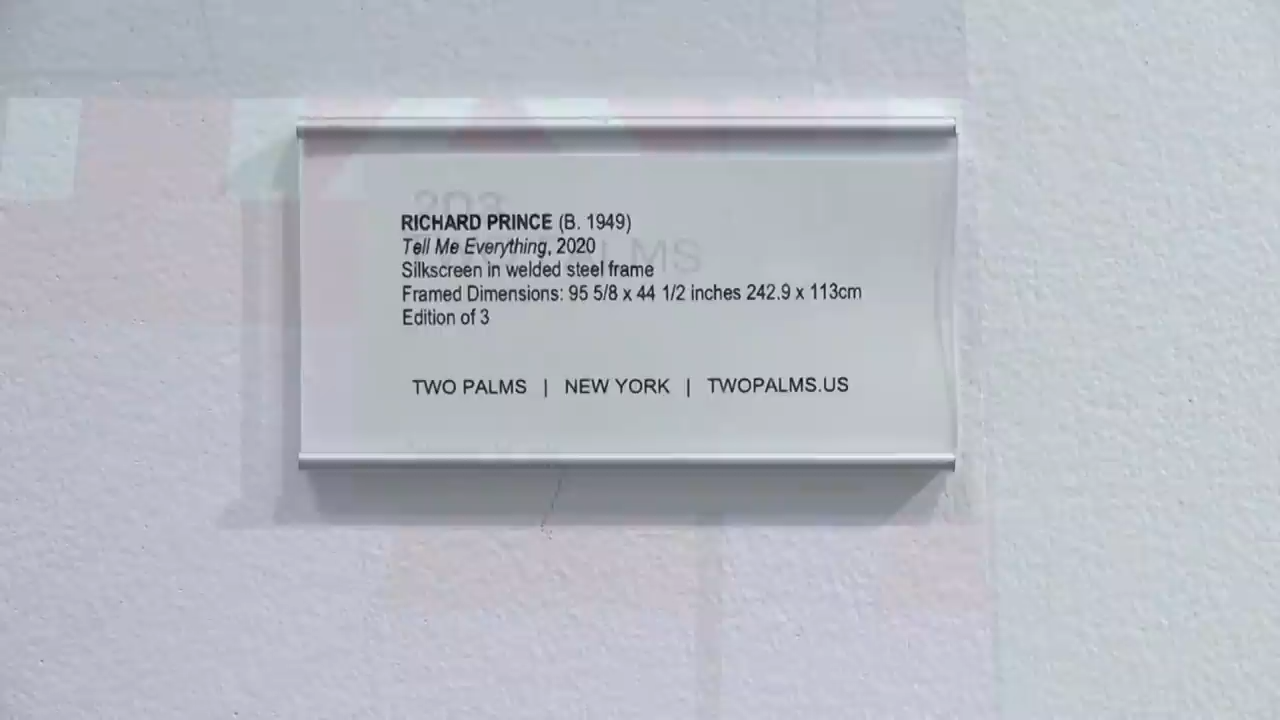 203
RICHARD PRINCE (B. 1949)
Tell Me Everything, 2020
Silkscreen in welded steel frame
Framed Dimensions: 95 5/8 x 44 1/2 inches 242.9 x 113cm
Edition of 3
TWO PALMS | NEW YORK | TWOPALMS.US